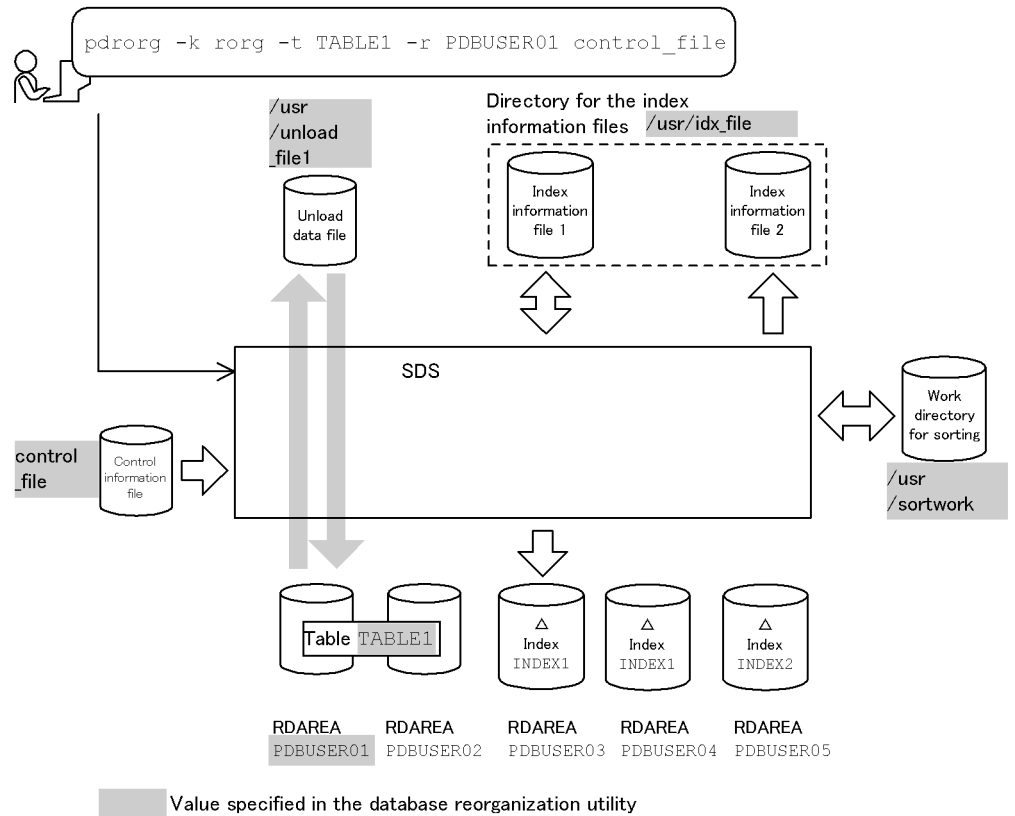 pdrorg -k rorg -t TABLE1 -r PDBUSER01 control_file
/usr
/unload
_file1
Directory for the index
information files /usr/idx_file
Unload
data file
Index
information
file 1
Index
information
file 2
SDS
Work
directory
for sorting
/usr
/sortwork
control
_file
Control
information
file
Table TABLE1
△
Index
INDEX1
△
Index
INDEX1
△
Index
INDEX2
RDAREA
PDBUSER01
RDAREA
PDBUSER02
RDAREA
PDBUSER03
RDAREA
PDBUSER04
RDAREA
PDBUSER05
Value specified in the database reorganization utility